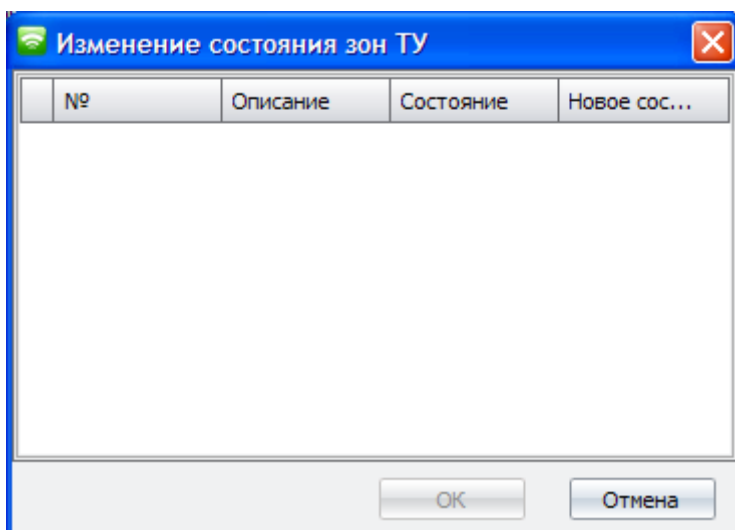 Изменение состояния зон ТУ
№ Описание Состояние Новое сос...
OK Отмена